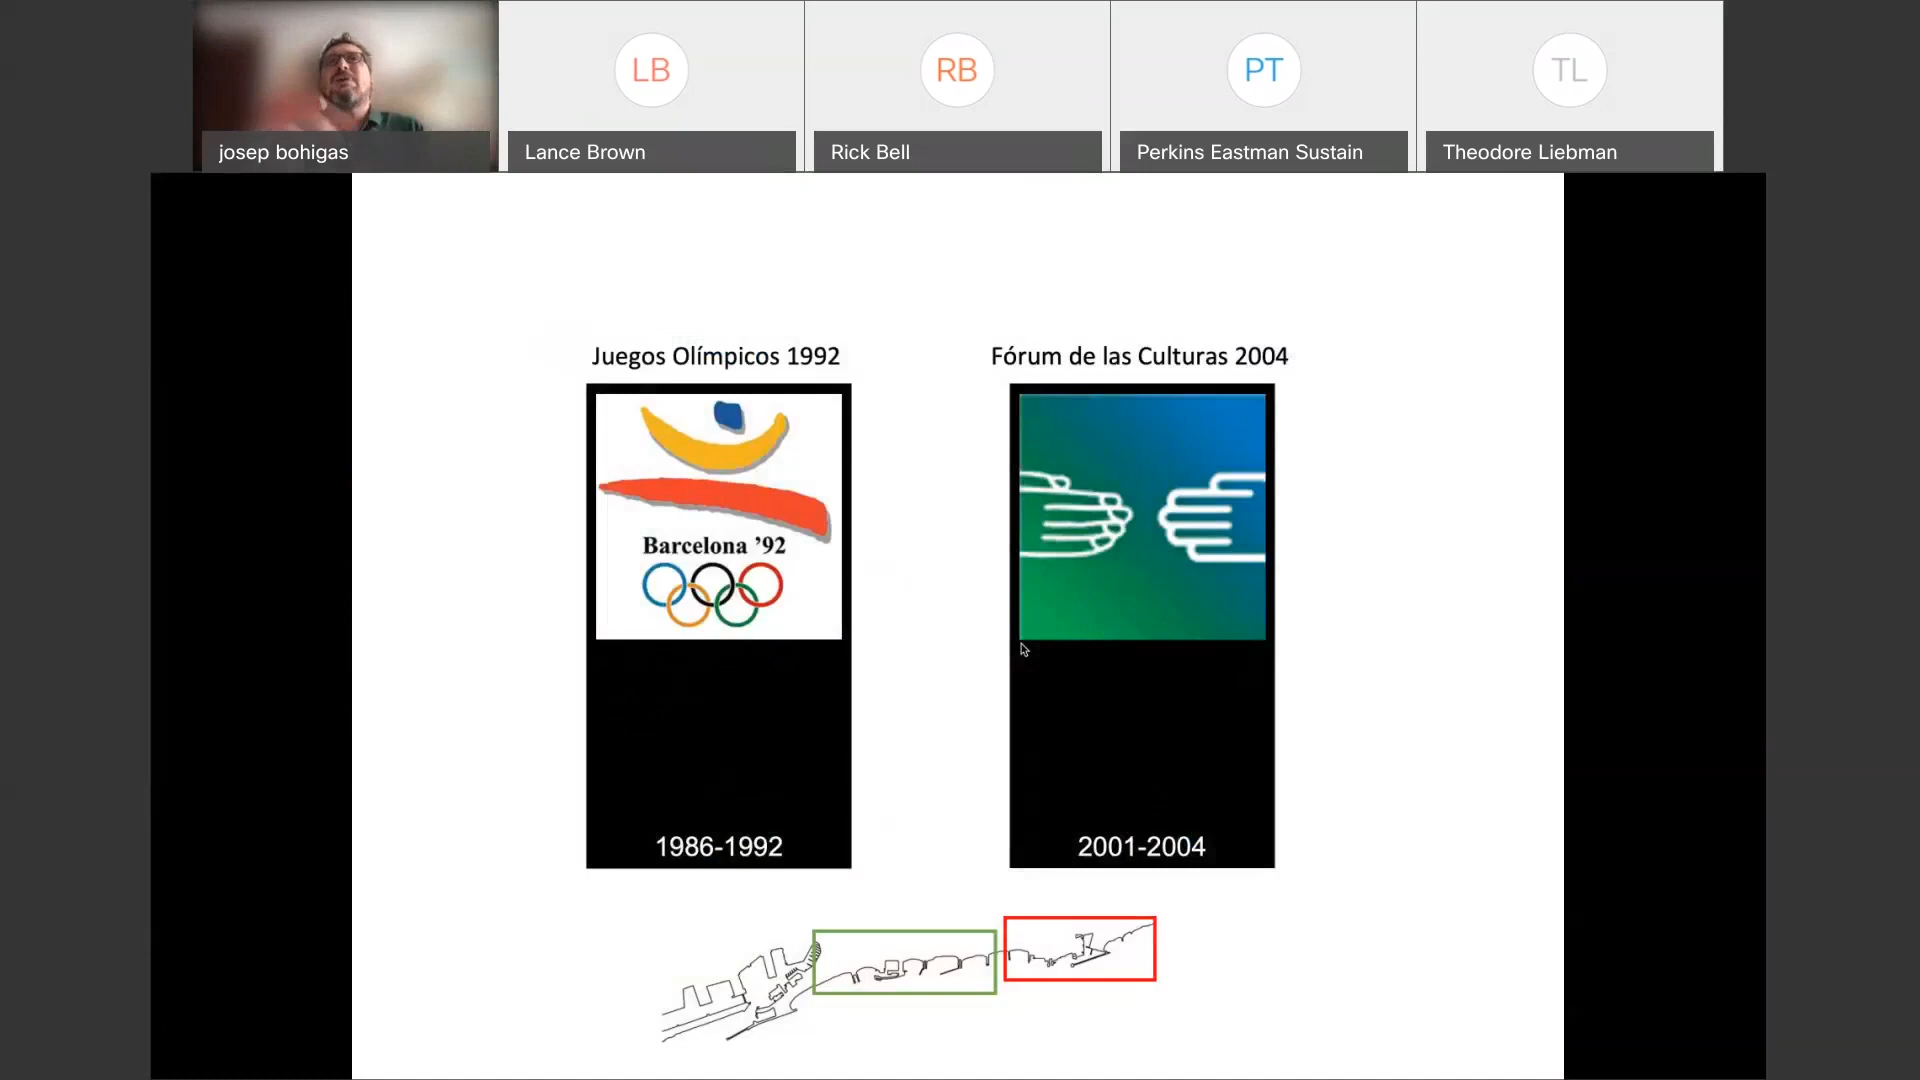 LB
RB
PT
TL
josep bohigas
Lance Brown
Rick Bell
Perkins Eastman Sustain
Theodore Liebman
Juegos Olímpicos 1992
Fórum de las Culturas 2004
Barcelona ’92
1986-1992
2001-2004